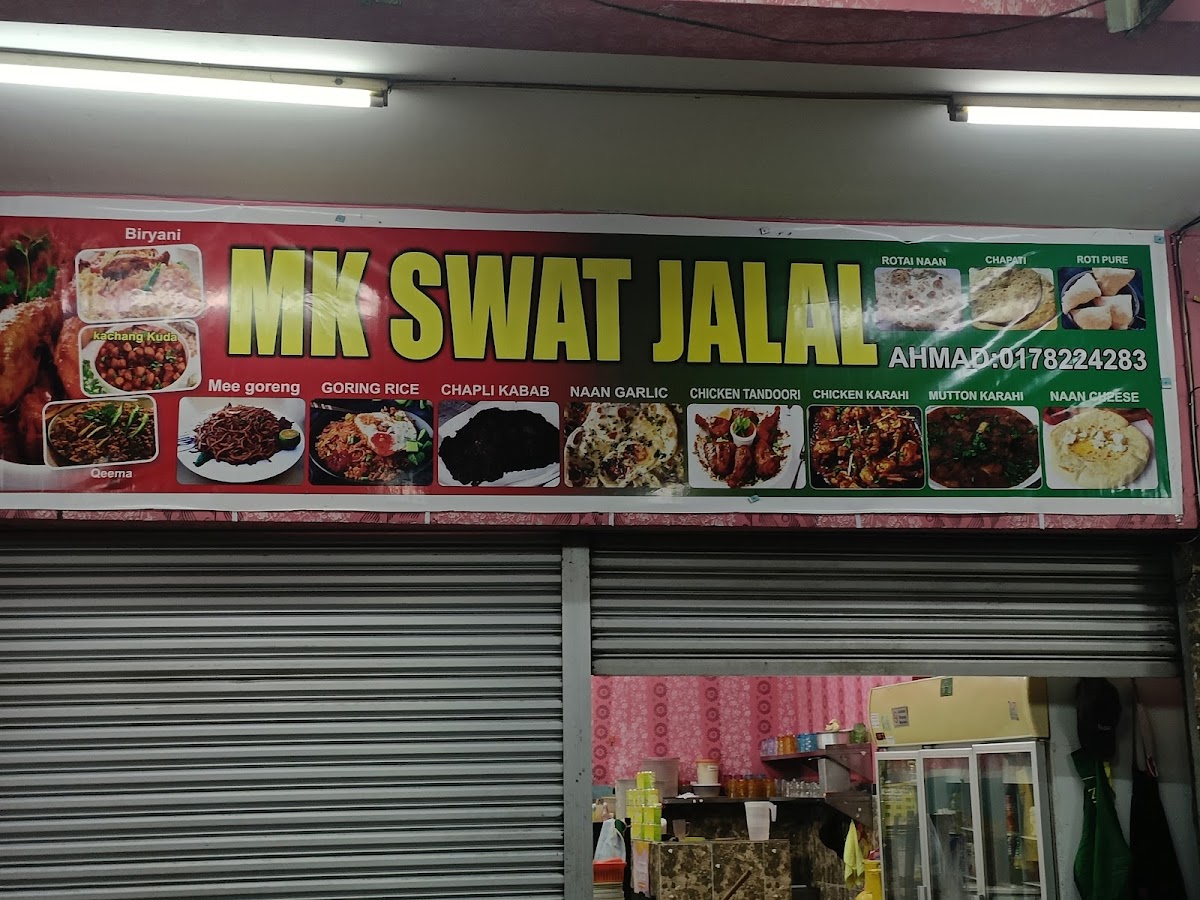 Biryani
kachang Kuda
Qeema
MK SWAT JALAL
ROTAI NAAN
CHAPATI
ROTI PURE
AHMAD:0178224283
Mee goreng
GORING RICE
CHAPLI KABAB
NAAN GARLIC
CHICKEN TANDOORI
CHICKEN KARAHI
MUTTON KARAHI
NAAN CHEESE